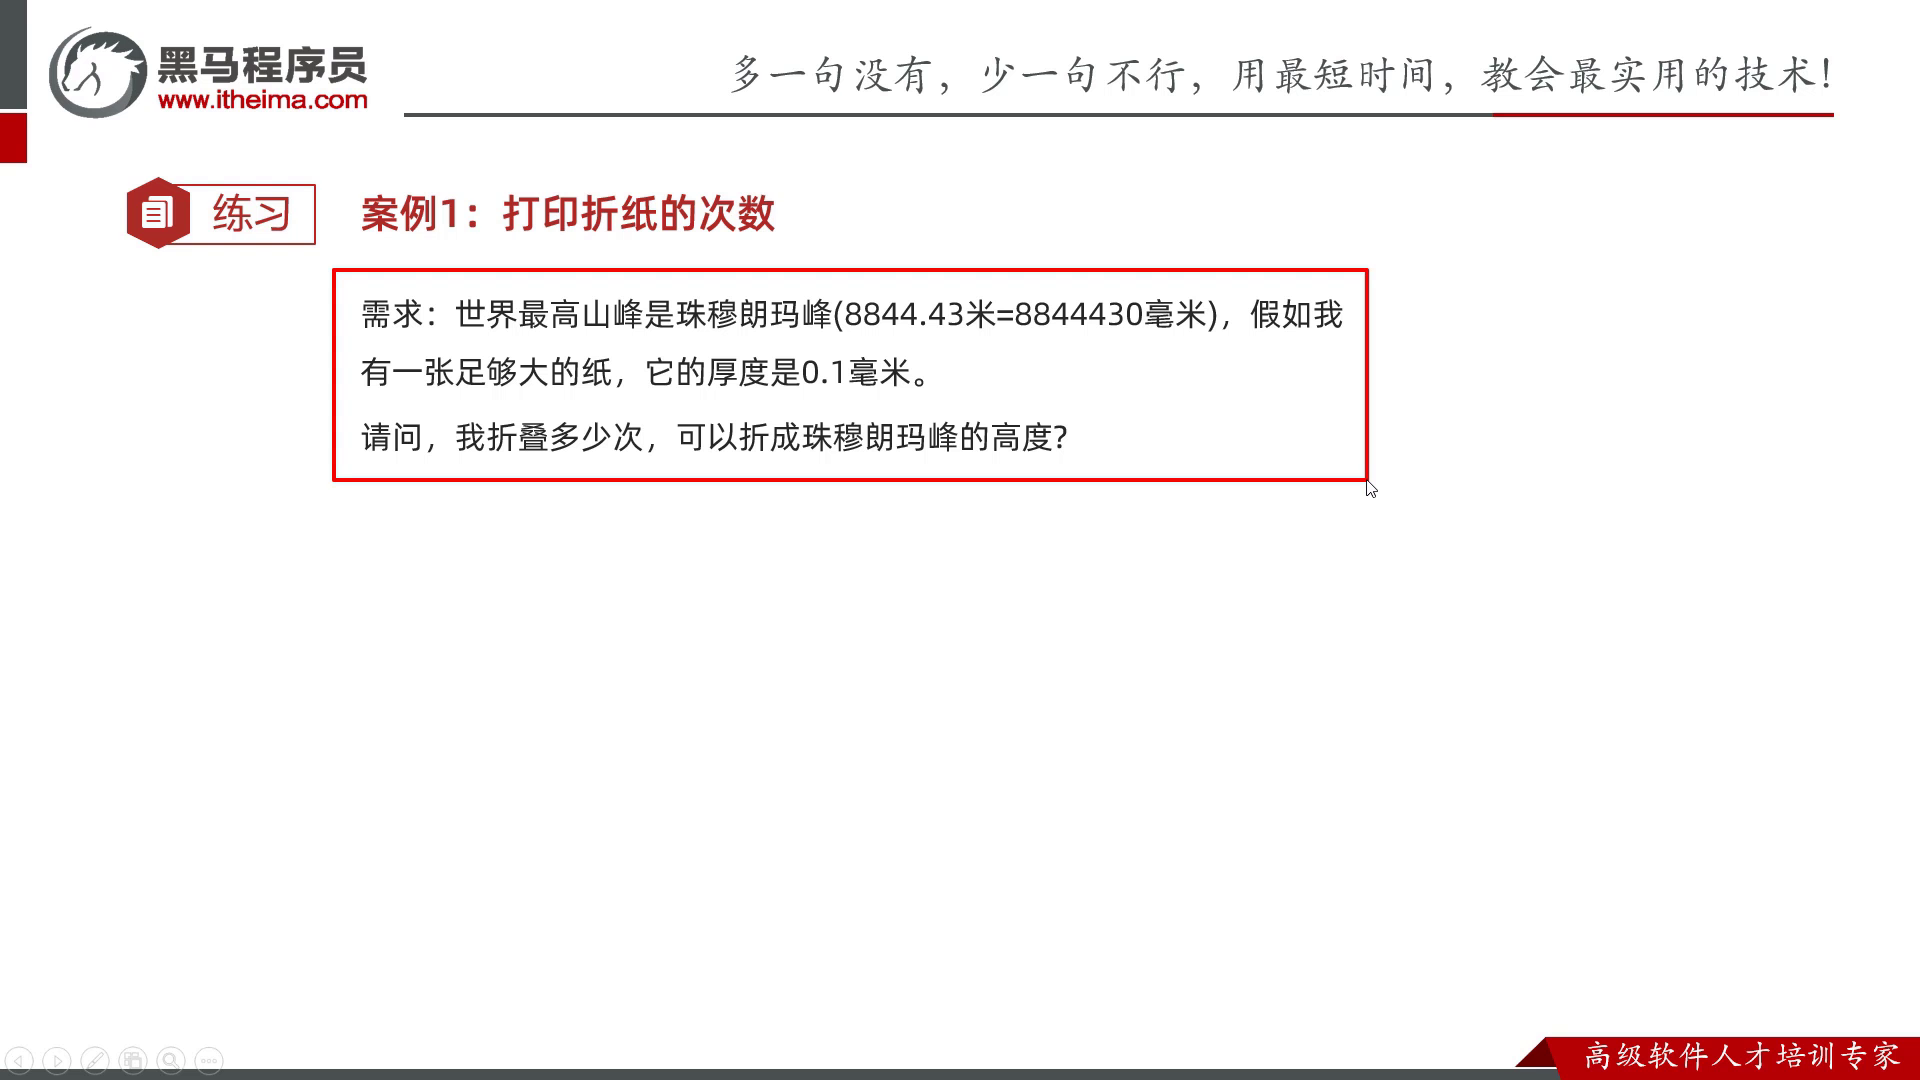 黑马程序员
www.itheima.com
多一句没有，少一句不行，用最短时间，教会最实用的技术！
练习
案例1：打印折纸的次数
需求：世界最高山峰是珠穆朗玛峰(8844.43米=8844430毫米)，假如我
有一张足够大的纸，它的厚度是0.1毫米。
请问，我折叠多少次，可以折成珠穆朗玛峰的高度?
高级软件人才培训专家